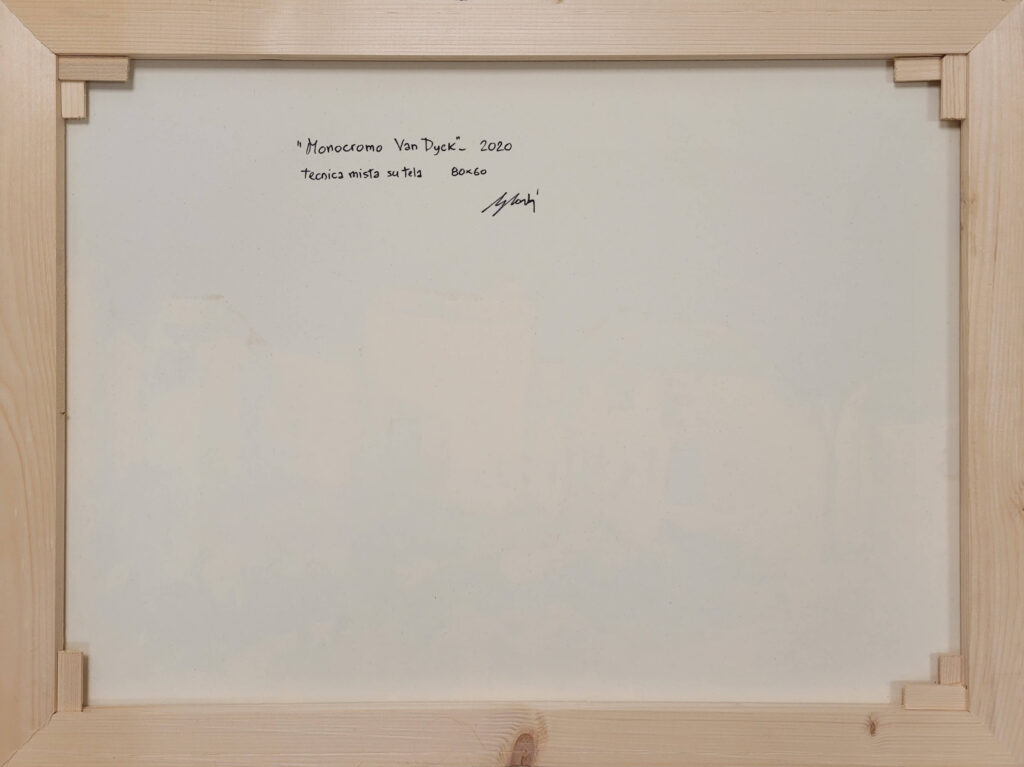 "Monocromo Van Dyck"- 2020
tecnica mista su tela 80x60